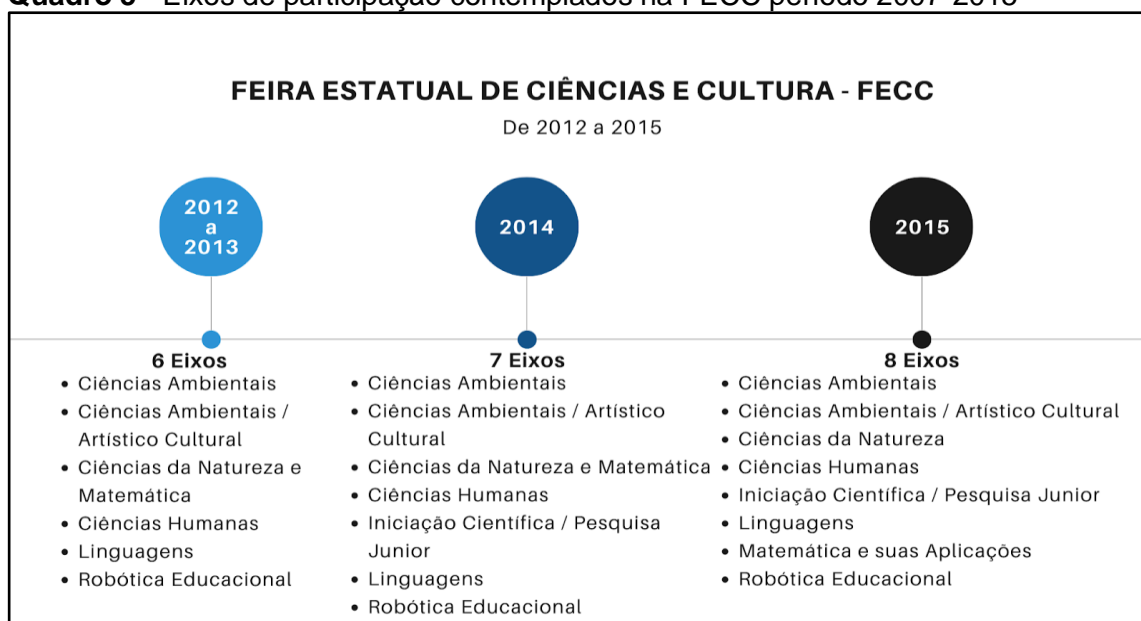 FEIRA ESTATUAL DE CIÊNCIAS E CULTURA - FECC
De 2012 a 2015
2012
a
2013
6 Eixos
• Ciências Ambientais
• Ciências Ambientais /
Artístico Cultural
• Ciências da Natureza e
Matemática
• Ciências Humanas
• Linguagens
• Robótica Educacional
2014
7 Eixos
• Ciências Ambientais
• Ciências Ambientais / Artístico
Cultural
• Ciências da Natureza e Matemática
• Ciências Humanas
• Iniciação Científica / Pesquisa
Junior
• Linguagens
• Robótica Educacional
2015
8 Eixos
• Ciências Ambientais
• Ciências Ambientais / Artístico Cultural
• Ciências da Natureza
• Ciências Humanas
• Iniciação Científica / Pesquisa Junior
• Linguagens
• Matemática e suas Aplicações
• Robótica Educacional